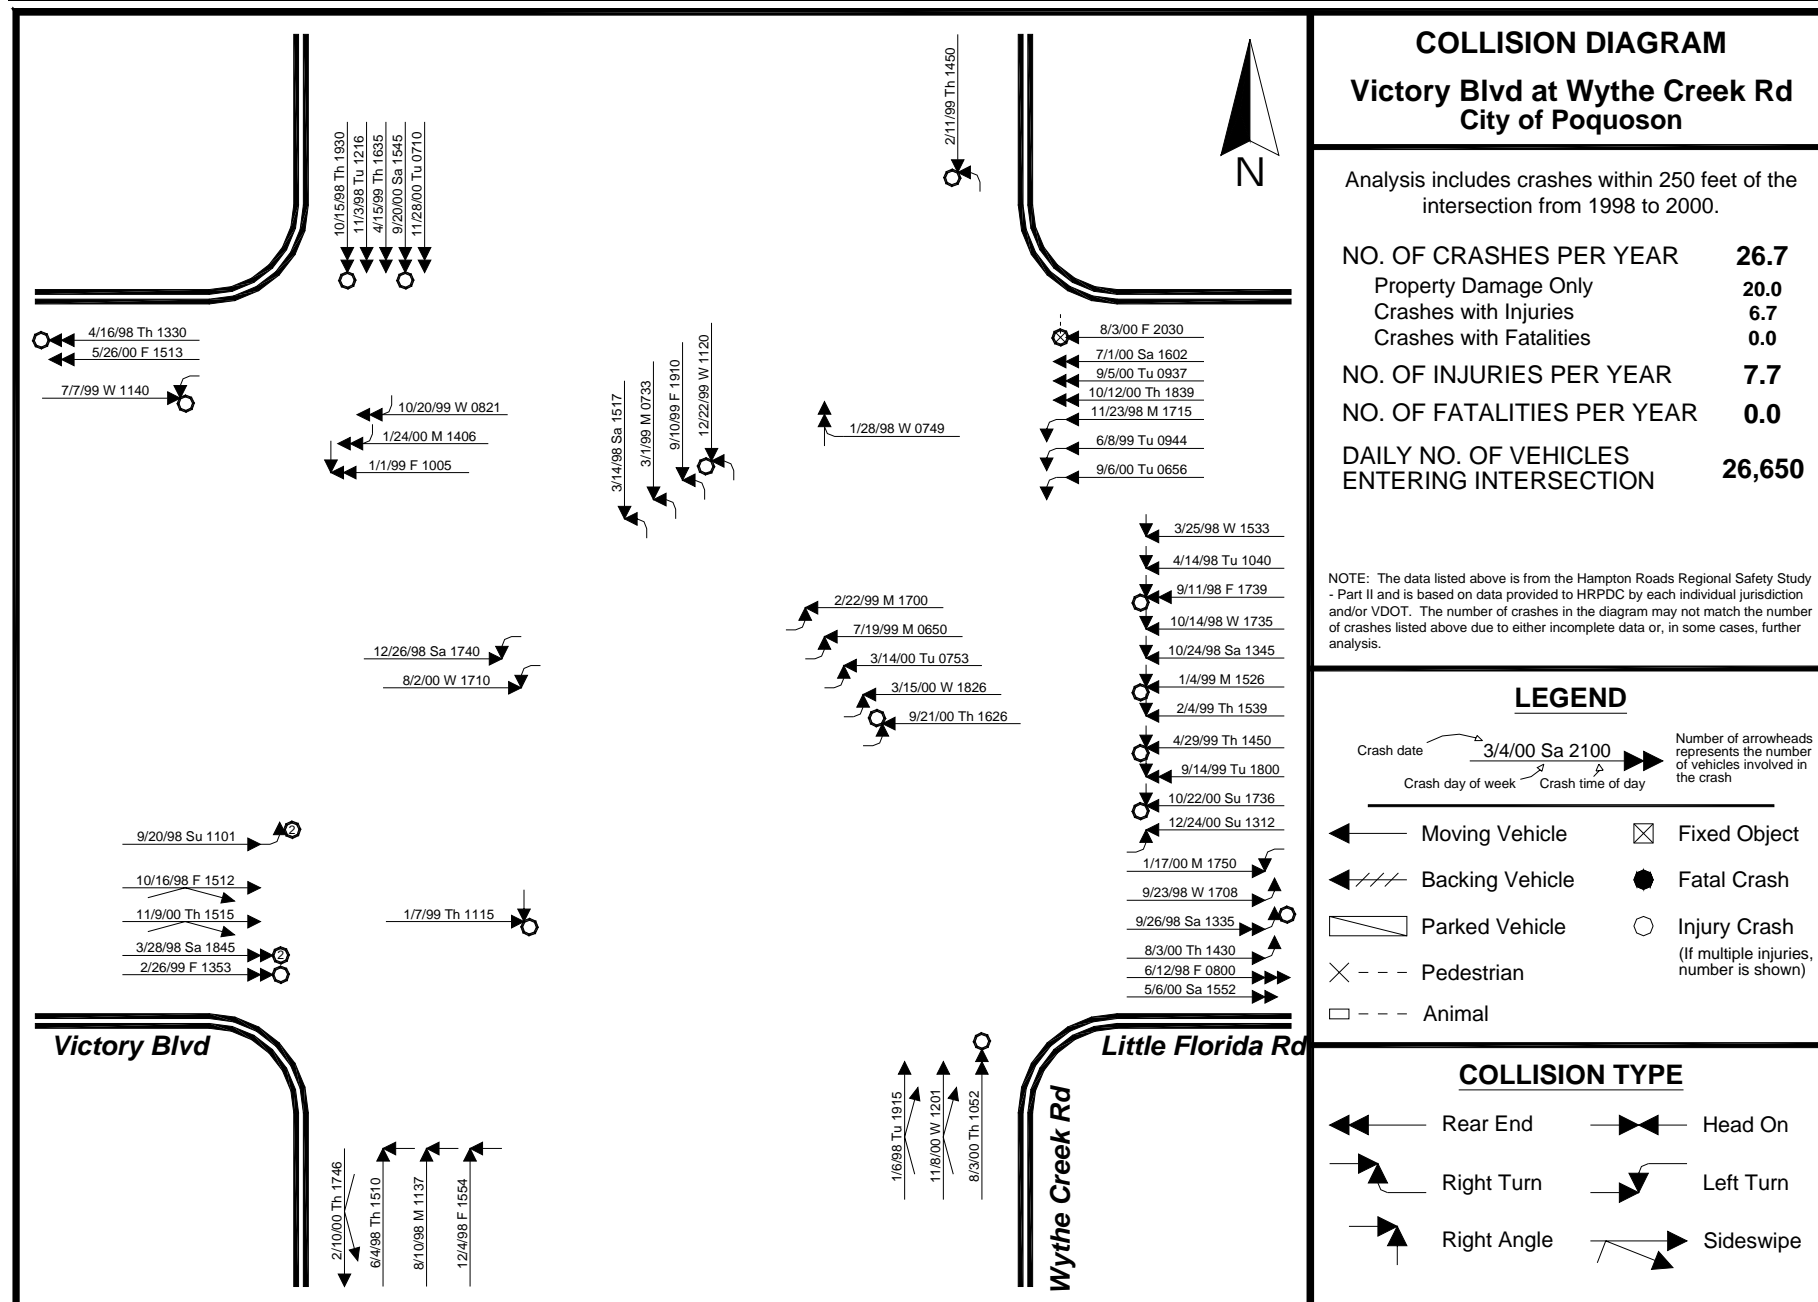 10/15/98 Th 1930
11/3/98 Tu 1216
4/15/99 Th 1635
9/20/00 Sa 1545
11/28/00 Tu 0710
2/11/99 Th 1450
N
4/16/98 Th 1330
5/26/00 F 1513
7/7/99 W 1140
10/20/99 W 0821
1/24/00 M 1406
1/1/99 F 1005
3/14/98 Sa 1517
3/1/99 M 0733
9/10/99 F 1910
12/22/99 W 1120
1/28/98 W 0749
8/3/00 F 2030
7/1/00 Sa 1602
9/5/00 Tu 0937
10/12/00 Th 1839
11/23/98 M 1715
6/8/99 Tu 0944
9/6/00 Tu 0656
3/25/98 W 1533
4/14/98 Tu 1040
9/11/98 F 1739
10/14/98 W 1735
10/24/98 Sa 1345
1/4/99 M 1526
2/4/99 Th 1539
4/29/99 Th 1450
9/14/99 Tu 1800
10/22/00 Su 1736
12/24/00 Su 1312
2/22/99 M 1700
7/19/99 M 0650
3/14/00 Tu 0753
3/15/00 W 1826
9/21/00 Th 1626
12/26/98 Sa 1740
8/2/00 W 1710
9/20/98 Su 1101
2
10/16/98 F 1512
11/9/00 Th 1515
3/28/98 Sa 1845
2
2/26/99 F 1353
1/7/99 Th 1115
1/17/00 M 1750
9/23/98 W 1708
9/26/98 Sa 1335
8/3/00 Th 1430
6/12/98 F 0800
5/6/00 Sa 1552
Victory Blvd
Little Florida Rd
Wythe Creek Rd
2/10/00 Th 1746
6/4/98 Th 1510
8/10/98 M 1137
12/4/98 F 1554
1/6/98 Tu 1915
11/8/00 W 1201
8/3/00 Th 1052
COLLISION DIAGRAM
Victory Blvd at Wythe Creek Rd
City of Poquoson
Analysis includes crashes within 250 feet of the
intersection from 1998 to 2000.
NO. OF CRASHES PER YEAR 26.7
Property Damage Only 20.0
Crashes with Injuries 6.7
Crashes with Fatalities 0.0
NO. OF INJURIES PER YEAR 7.7
NO. OF FATALITIES PER YEAR 0.0
DAILY NO. OF VEHICLES
ENTERING INTERSECTION 26,650
NOTE: The data listed above is from the Hampton Roads Regional Safety Study
- Part II and is based on data provided to HRPDC by each individual jurisdiction
and/or VDOT. The number of crashes in the diagram may not match the number
of crashes listed above due to either incomplete data or, in some cases, further
analysis.
LEGEND
Crash date
3/4/00 Sa 2100
Crash day of week
Crash time of day
Number of arrowheads
represents the number
of vehicles involved in
the crash
Moving Vehicle
Fixed Object
Backing Vehicle
Fatal Crash
Parked Vehicle
Injury Crash
(If multiple injuries,
number is shown)
Pedestrian
Animal
COLLISION TYPE
Rear End
Head On
Right Turn
Left Turn
Right Angle
Sideswipe